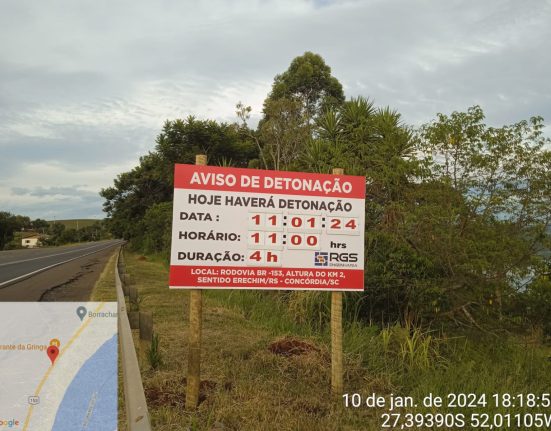 AVISO DE DETONAÇÃO
HOJE HAVERÁ DETONAÇÃO
DATA : 11:01:24
HORÁRIO: 11:00 hrs
DURAÇÃO: 4 h
RGS
ENGENHARIA
LOCAL: RODOVIA BR -153, ALTURA DO KM 2,
SENTIDO ERECHIM/RS - CONCÓRDIA/SC
Borrachar
rante da Gringa
153
Google
10 de jan. de 2024 18:18:5
27,39390S 52,01105W